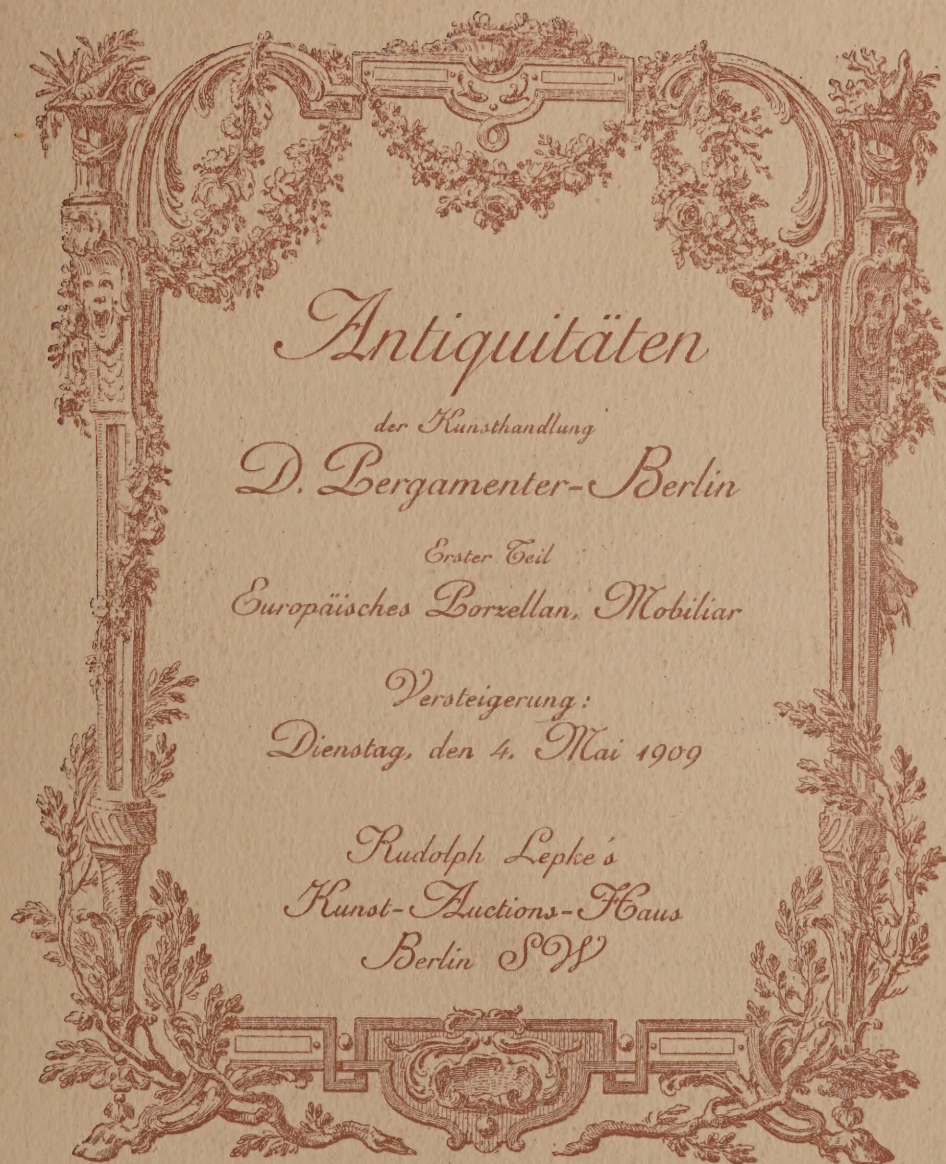 Antiquitäten
der Kunsthandlung
D. Pergamenter-Berlin
Erster Teil
Europäisches Porzellan, Mobiliar
Versteigerung:
Dienstag, den 4. Mai 1909
Rudolph Lepke's
Kunst-Auctions-Haus
Berlin SW